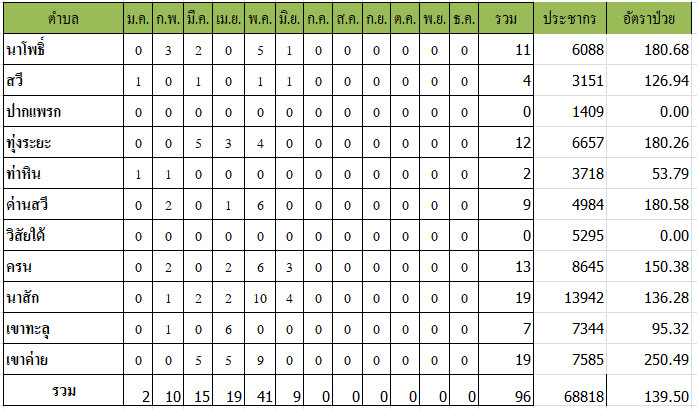 ตำบล ม.ค. ก.พ. มี.ค. เม.ย. พ.ค. มิ.ย. ก.ค. ส.ค. ก.ย. ต.ค. พ.ย. ธ.ค. รวม ประชากร อัตราป่วย
นาโพธิ์ 0 3 2 0 5 1 0 0 0 0 0 0 11 6088 180.68
สวี 1 0 1 0 1 1 0 0 0 0 0 0 4 3151 126.94
ปากแพรก 0 0 0 0 0 0 0 0 0 0 0 0 0 1409 0.00
ทุ่งระยะ 0 0 5 3 4 0 0 0 0 0 0 0 12 6657 180.26
ท่าหิน 1 1 0 0 0 0 0 0 0 0 0 0 2 3718 53.79
ด่านสวี 0 2 0 1 6 0 0 0 0 0 0 0 9 4984 180.58
วิสัยใต้ 0 0 0 0 0 0 0 0 0 0 0 0 0 5295 0.00
ครน 0 2 0 2 6 3 0 0 0 0 0 0 13 8645 150.38
นาสัก 0 1 2 2 10 4 0 0 0 0 0 0 19 13942 136.28
เขาทะลุ 0 1 0 6 0 0 0 0 0 0 0 0 7 7344 95.32
เขาค่าย 0 0 5 5 9 0 0 0 0 0 0 0 19 7585 250.49
รวม 2 10 15 19 41 9 0 0 0 0 0 0 96 68818 139.50